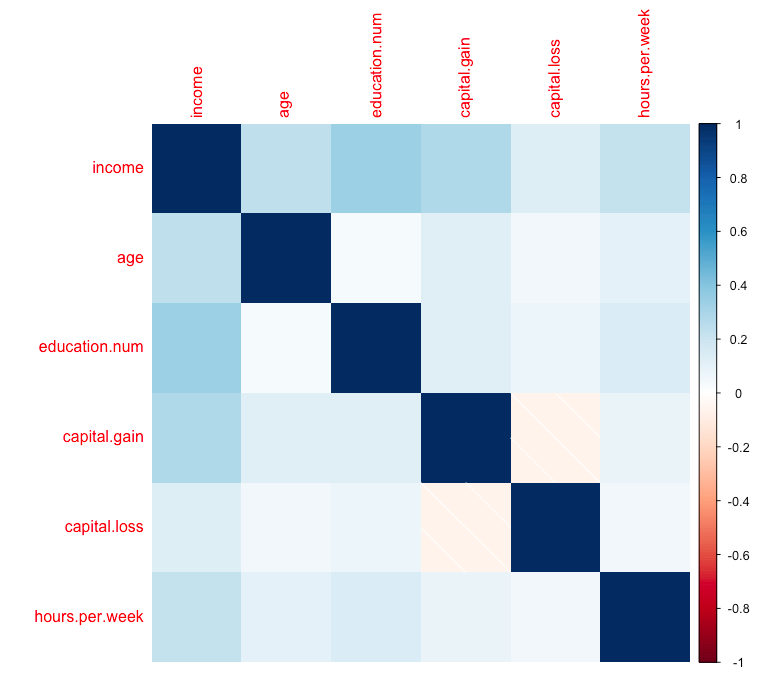 income
age
education.num
capital.gain
capital.loss
hours.per.week
income
age
education.num
capital.gain
capital.loss
hours.per.week
1
0.8
0.6
0.4
0.2
0
-0.2
-0.4
-0.6
-0.8
-1